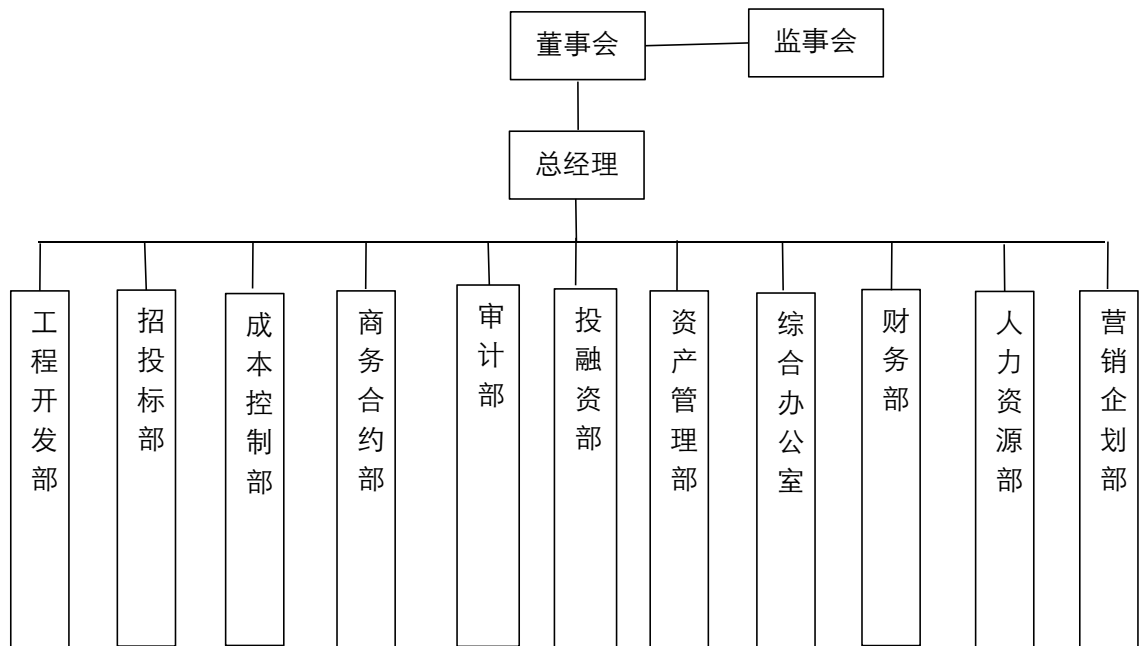 董事会
监事会
总经理
工程开发部
招投标部
成本控制部
商务合约部
审计部
投融资部
资产管理部
综合办公室
财务部
人力资源部
营销企划部